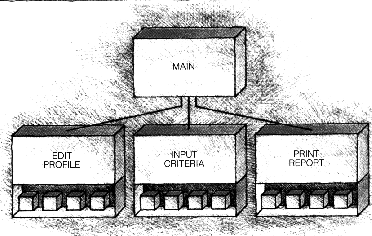 MAIN
EDIT
PROFILE
INPUT
CRITERIA
PRINT
REPORT